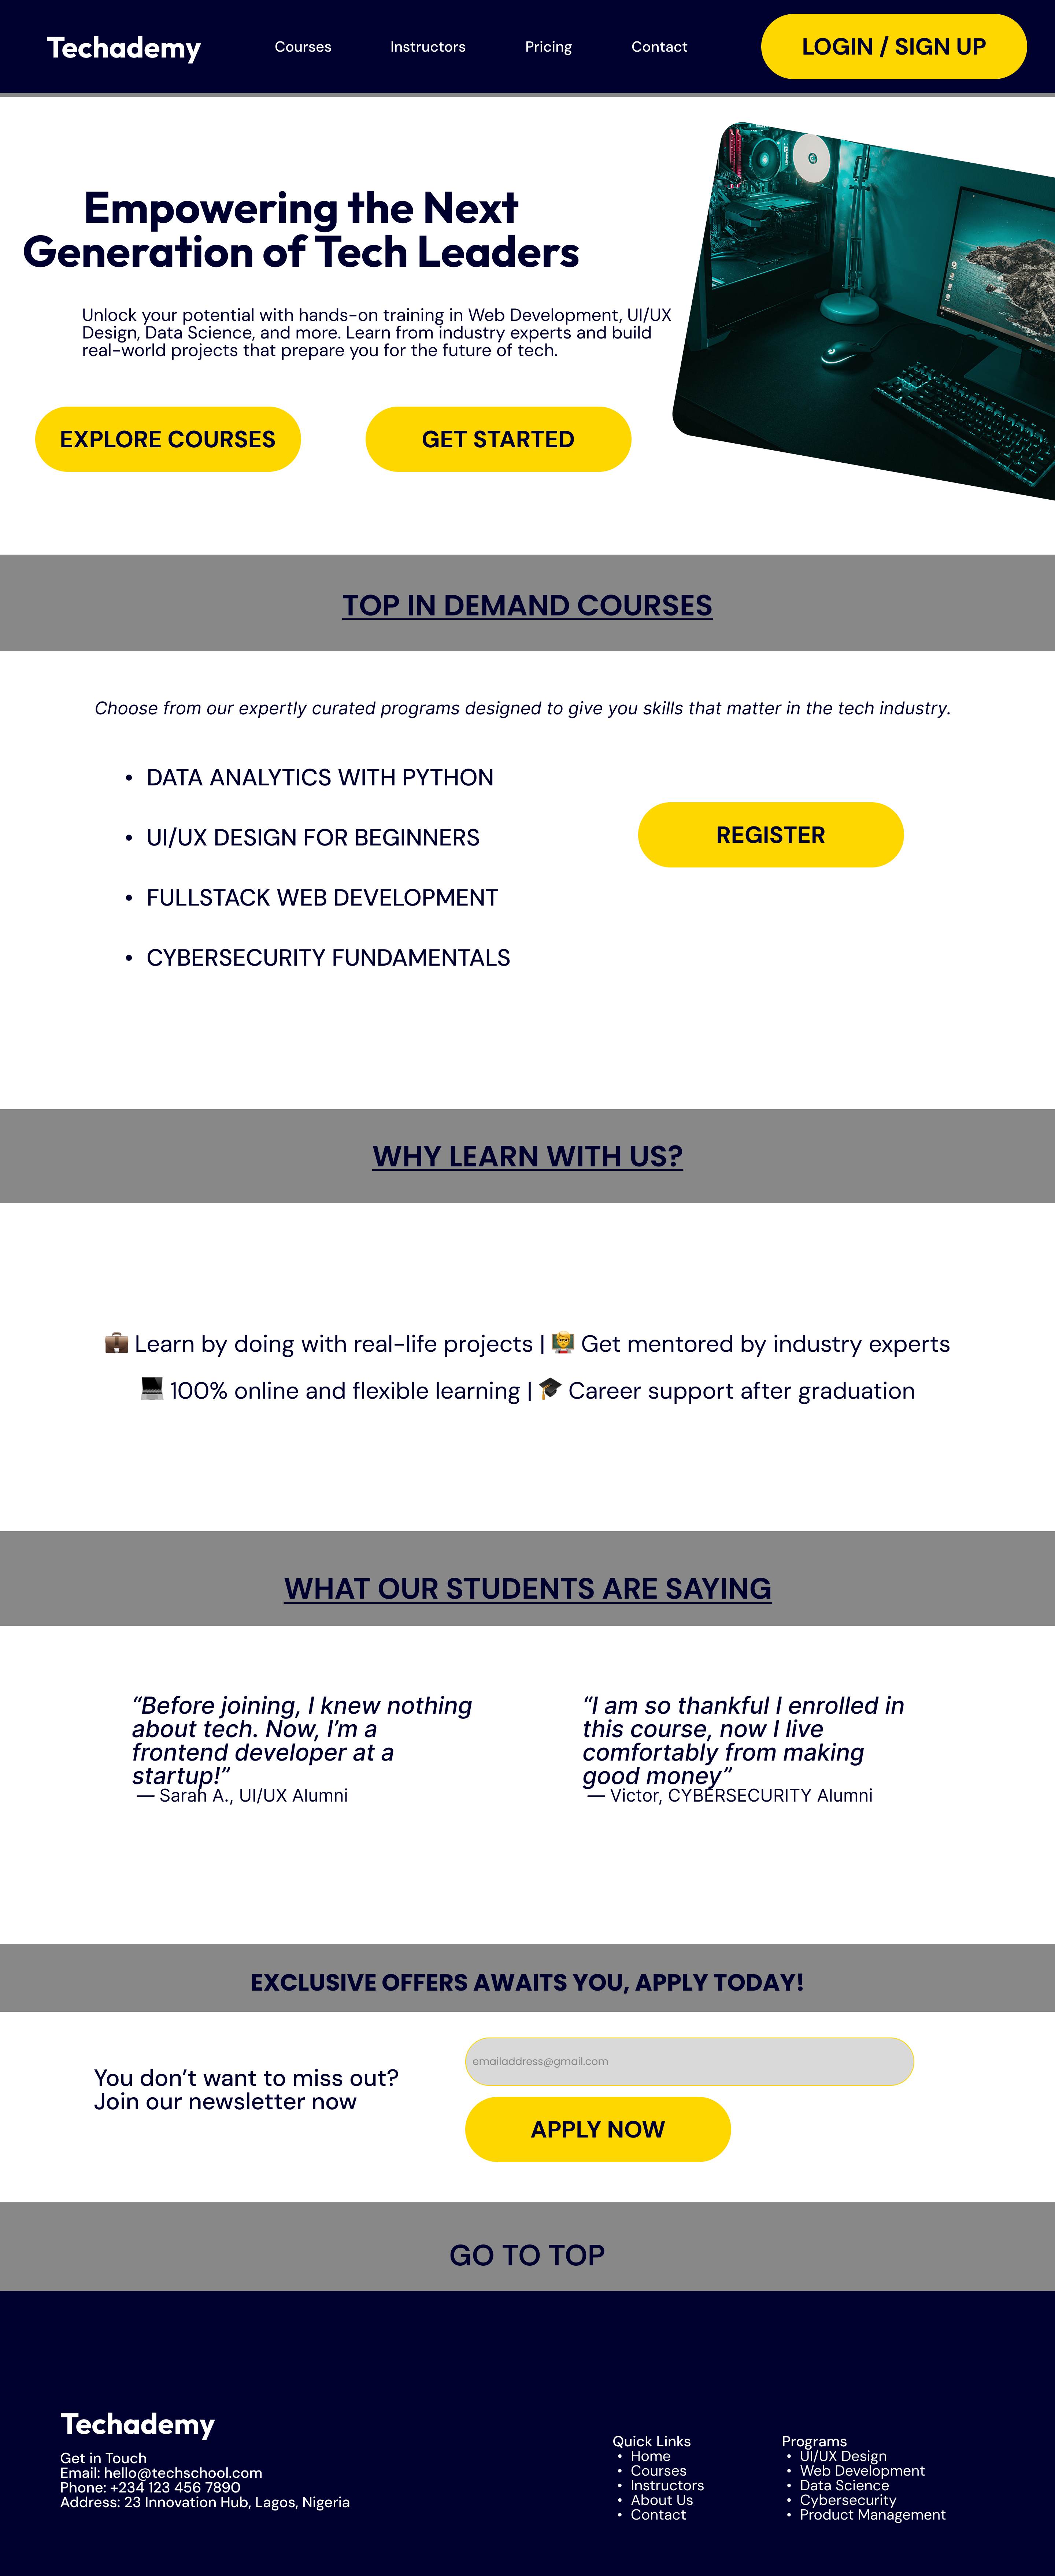 Techademy
Courses
Instructors
Pricing
Contact
LOGIN / SIGN UP
Empowering the Next
Generation of Tech Leaders
Unlock your potential with hands-on training in Web Development, UI/UX
Design, Data Science, and more. Learn from industry experts and build
real-world projects that prepare you for the future of tech.
EXPLORE COURSES
GET STARTED
TOP IN DEMAND COURSES
Choose from our expertly curated programs designed to give you skills that matter in the tech industry.
• DATA ANALYTICS WITH PYTHON
• UI/UX DESIGN FOR BEGINNERS
• FULLSTACK WEB DEVELOPMENT
• CYBERSECURITY FUNDAMENTALS
REGISTER
WHY LEARN WITH US?
💼 Learn by doing with real-life projects | 🧑‍🏫 Get mentored by industry experts
💻 100% online and flexible learning | 🎓 Career support after graduation
WHAT OUR STUDENTS ARE SAYING
“Before joining, I knew nothing
about tech. Now, I’m a
frontend developer at a
startup!”
— Sarah A., UI/UX Alumni
“I am so thankful I enrolled in
this course, now I live
comfortably from making
good money”
— Victor, CYBERSECURITY Alumni
EXCLUSIVE OFFERS AWAITS YOU, APPLY TODAY!
You don’t want to miss out?
Join our newsletter now
emailaddress@gmail.com
APPLY NOW
GO TO TOP
Techademy
Get in Touch
Email: hello@techschool.com
Phone: +234 123 456 7890
Address: 23 Innovation Hub, Lagos, Nigeria
Quick Links
• Home
• Courses
• Instructors
• About Us
• Contact
Programs
• UI/UX Design
• Web Development
• Data Science
• Cybersecurity
• Product Management